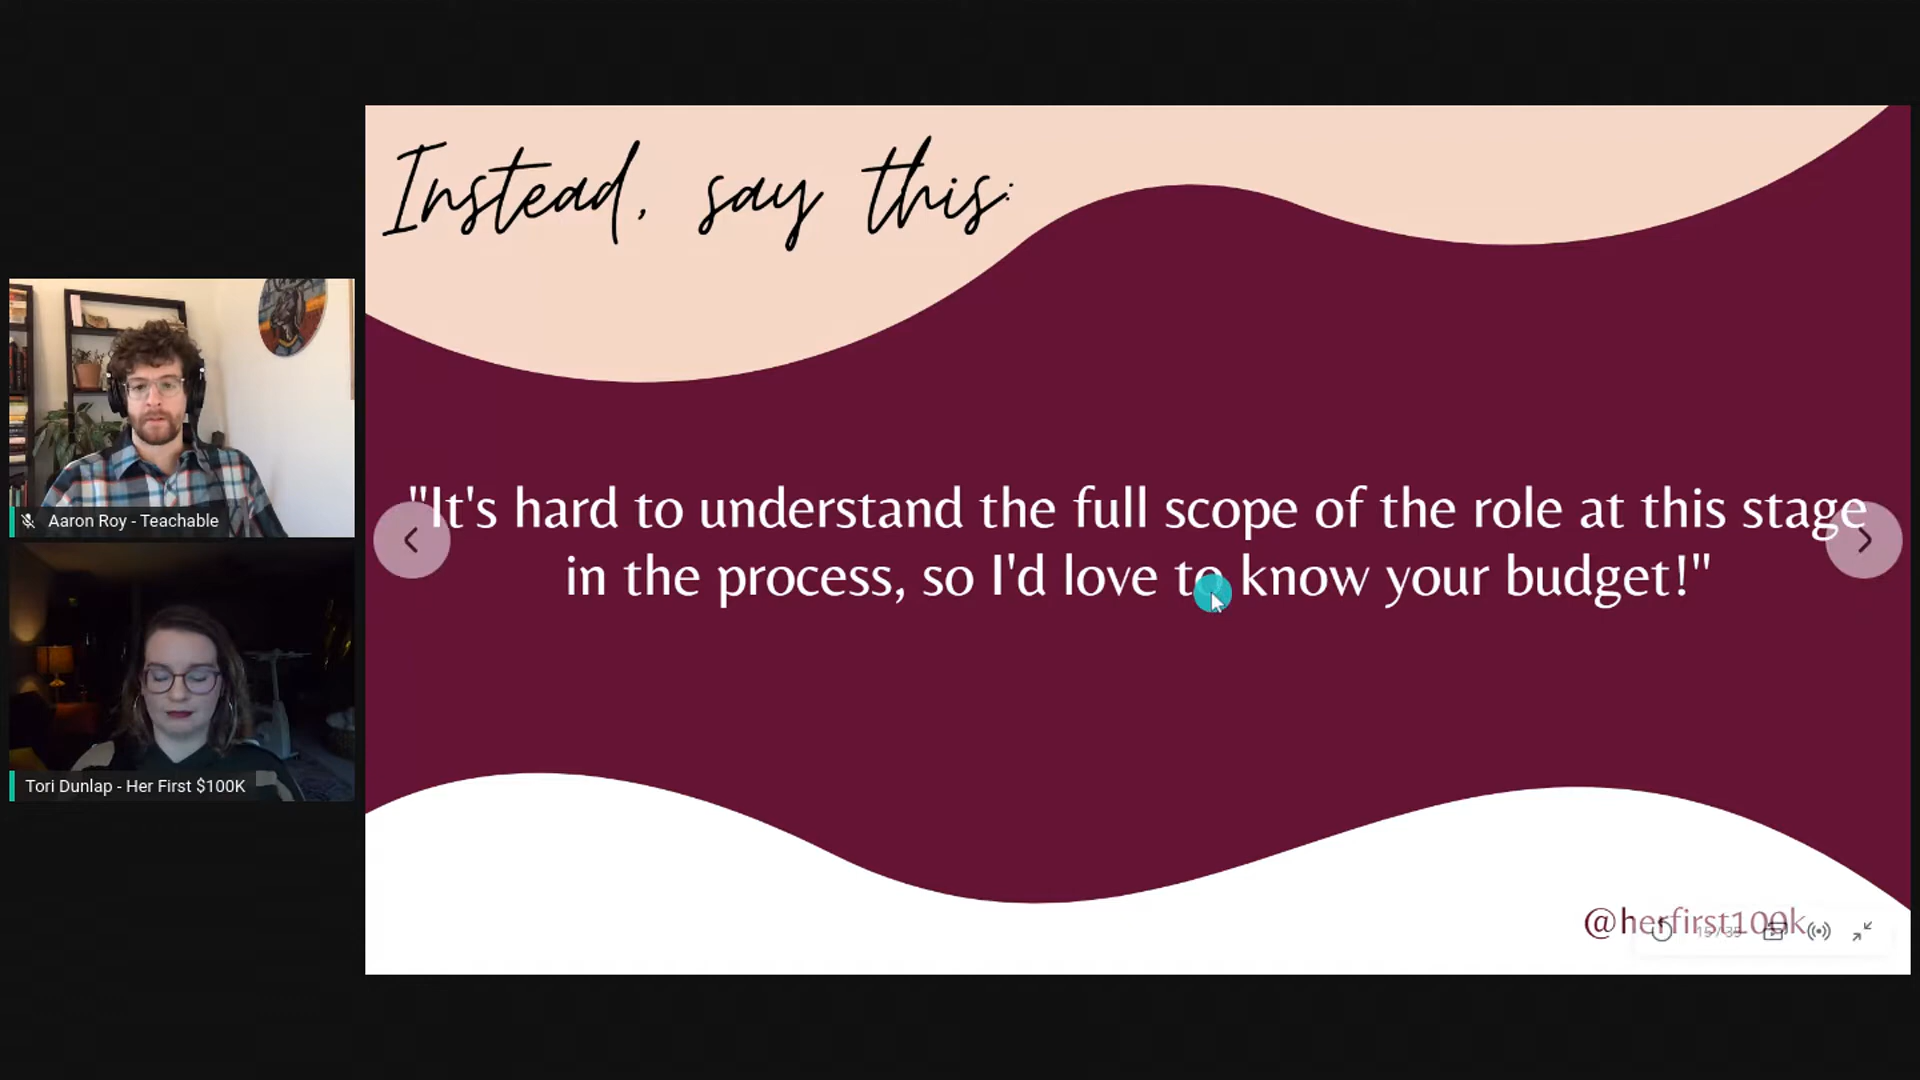 Instead, say this:
"It's hard to understand the full scope of the role at this stage
in the process, so I'd love to know your budget!"
Aaron Roy - Teachable
Tori Dunlap - Her First $100K
@herfirst100k